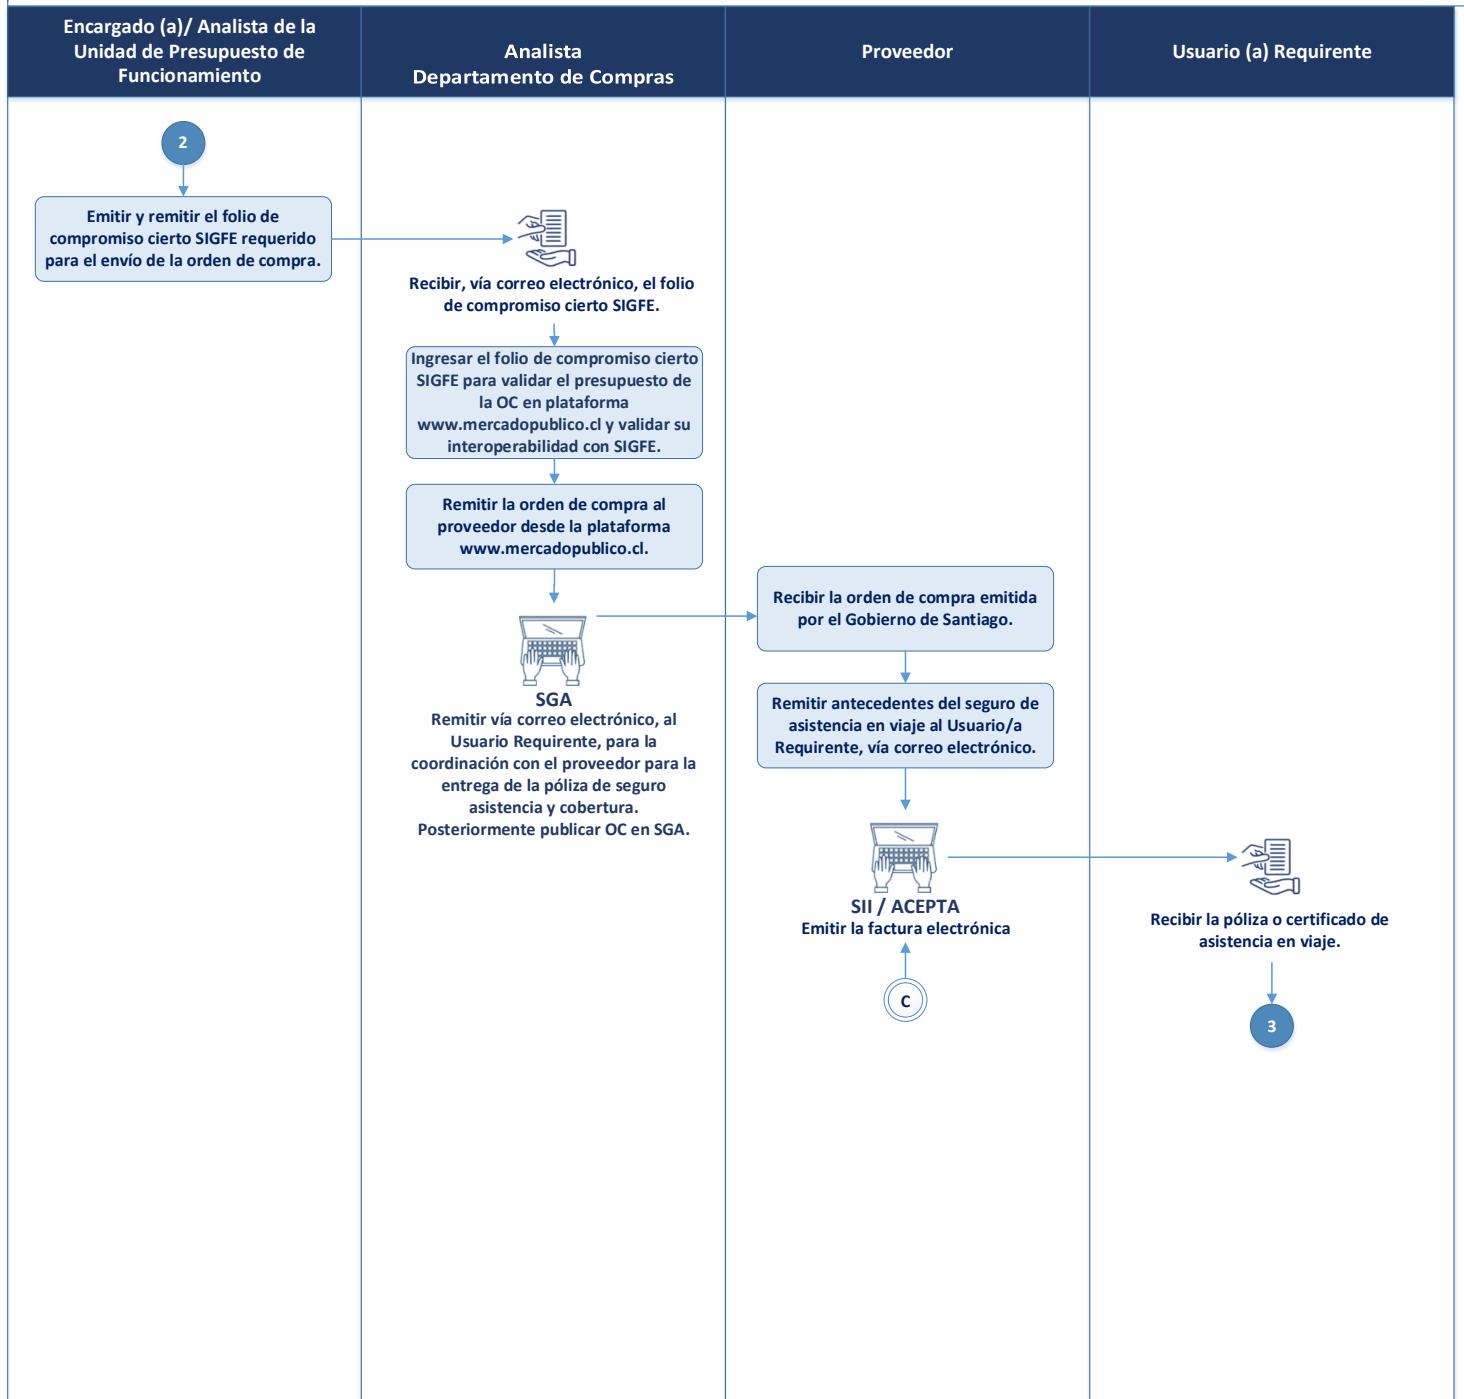 Encargado (a)/ Analista de la
Unidad de Presupuesto de
Funcionamiento
Analista
Departamento de Compras
Proveedor
Usuario (a) Requirente
2
Emitir y remitir el folio de
compromiso cierto SIGFE requerido
para el envío de la orden de compra.
Recibir, vía correo electrónico, el folio
de compromiso cierto SIGFE.
Ingresar el folio de compromiso cierto
SIGFE para validar el presupuesto de
la OC en plataforma
www.mercadopublico.cl y validar su
interoperabilidad con SIGFE.
Remitir la orden de compra al
proveedor desde la plataforma
www.mercadopublico.cl.
SGA
Remitir vía correo electrónico, al
Usuario Requirente, para la
coordinación con el proveedor para la
entrega de la póliza de seguro
asistencia y cobertura.
Posteriormente publicar OC en SGA.
Recibir la orden de compra emitida
por el Gobierno de Santiago.
Remitir antecedentes del seguro de
asistencia en viaje al Usuario/a
Requirente, vía correo electrónico.
SII / ACEPTA
Emitir la factura electrónica
C
Recibir la póliza o certificado de
asistencia en viaje.
3